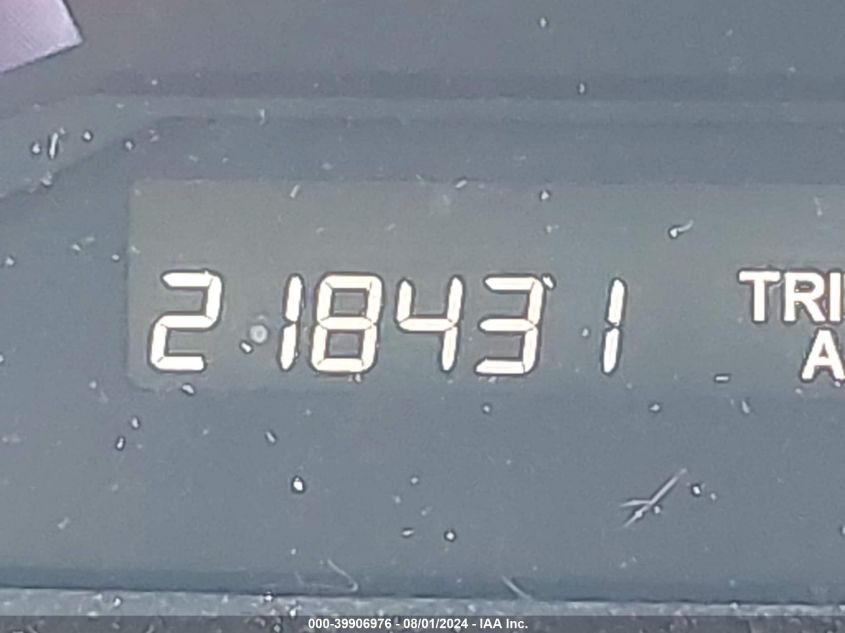 218431 TRI
A
000-39906976 - 08/01/2024 - IAA Inc.